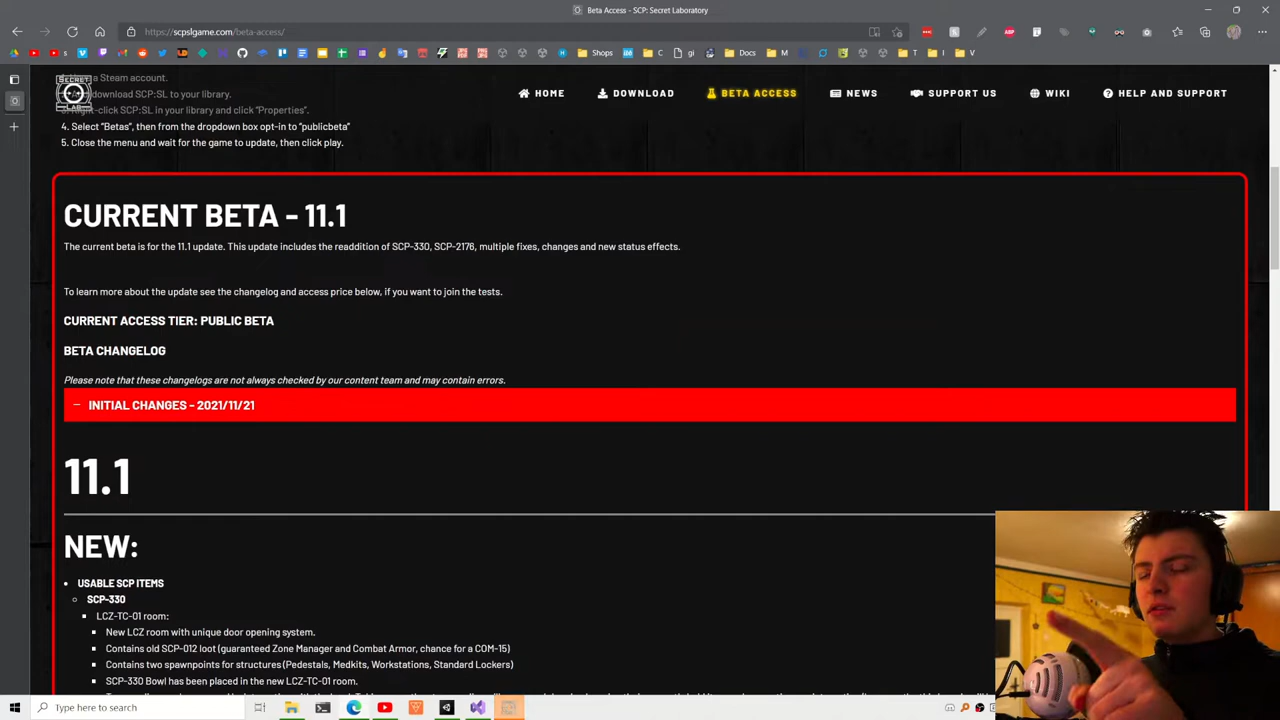 Beta Access - SCP: Secret Laboratory
https://scpslgame.com/beta-access/
Shops
C
gi
Docs
M
T
I
V
a Steam account.
download SCP:SL to your library.
Right-click SCP:SL in your library and click "Properties".
SECRET
LAB
HOME
DOWNLOAD
BETA ACCESS
NEWS
SUPPORT US
WIKI
HELP AND SUPPORT
4. Select "Betas", then from the dropdown box opt-in to "publicbeta"
5. Close the menu and wait for the game to update, then click play.
CURRENT BETA - 11.1
The current beta is for the 11.1 update. This update includes the readdition of SCP-330, SCP-2176, multiple fixes, changes and new status effects.
To learn more about the update see the changelog and access price below, if you want to join the tests.
CURRENT ACCESS TIER: PUBLIC BETA
BETA CHANGELOG
Please note that these changelogs are not always checked by our content team and may contain errors.
INITIAL CHANGES - 2021/11/21
11.1
NEW:
USABLE SCP ITEMS
SCP-330
LCZ-TC-01 room:
New LCZ room with unique door opening system.
Contains old SCP-012 loot (guaranteed Zone Manager and Combat Armor, chance for a COM-15)
Contains two spawnpoints for structures (Pedestals, Medkits, Workstations, Standard Lockers)
SCP-330 Bowl has been placed in the new LCZ-TC-01 room.
Type here to search